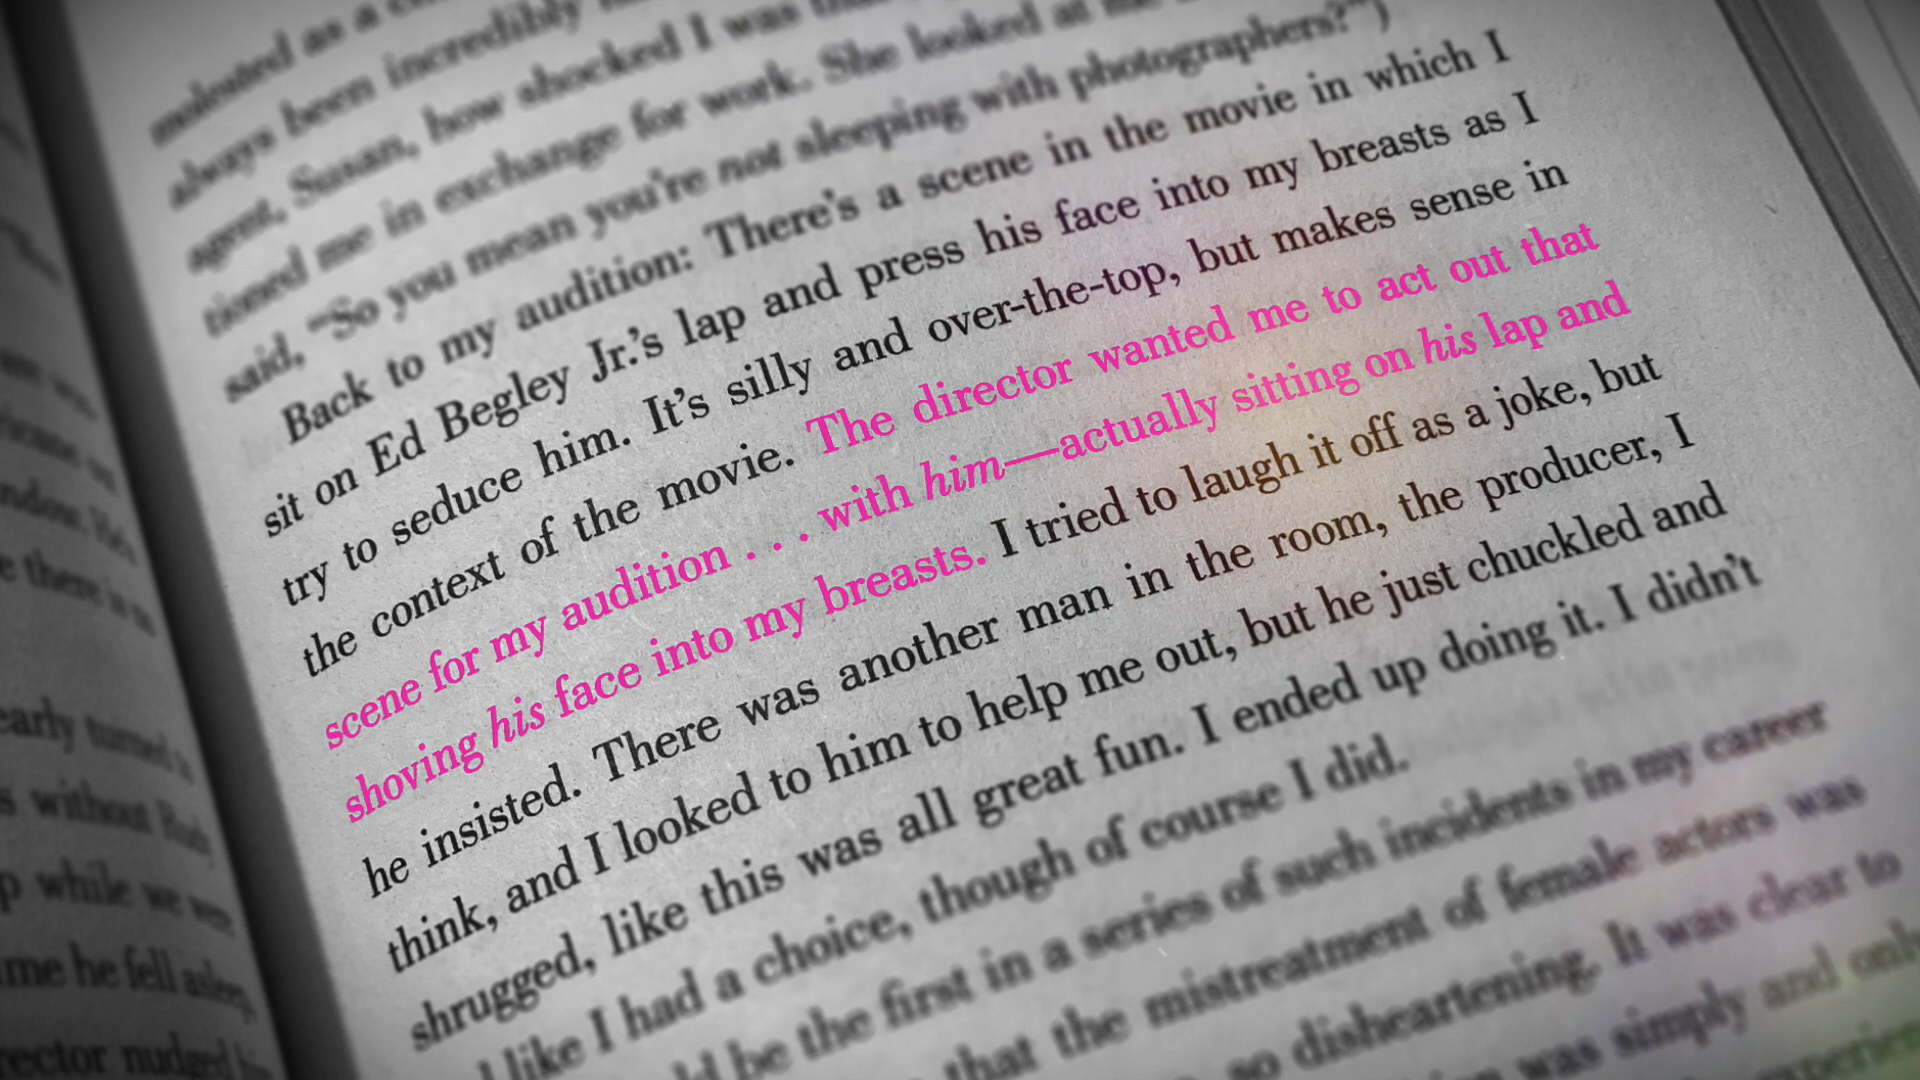 molested as a
always been incredibly
agent, Susan, how shocked I was
tioned me in exchange for work. She looked at me
said, “So you mean you’re not sleeping with photographers?”)
Back to my audition: There’s a scene in the movie in which I
sit on Ed Begley Jr.’s lap and press his face into my breasts as I
try to seduce him. It’s silly and over-the-top, but makes sense in
the context of the movie. The director wanted me to act out that
scene for my audition . . . with him—actually sitting on his lap and
shoving his face into my breasts. I tried to laugh it off as a joke, but
he insisted. There was another man in the room, the producer, I
think, and I looked to him to help me out, but he just chuckled and
shrugged, like this was all great fun. I ended up doing it. I didn’t
like I had a choice, though of course I did.
be the first in a series of such incidents in my career
that the mistreatment of female actors was
so disheartening. It was clear to
was simply and only